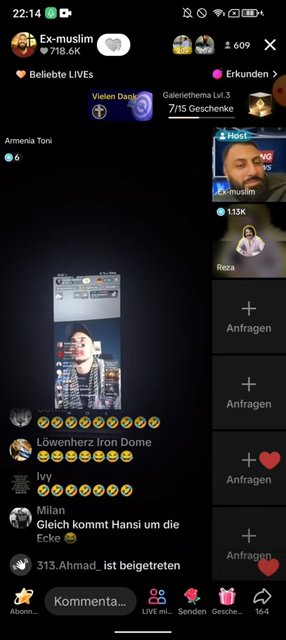 22:14
88
Ex-muslim
718.6K
609
Beliebte LIVEs
Erkunden >
Vielen Dank
Galeriethema Lvl.3
7/15 Geschenke
Armenia Toni
6
Host
Ex-muslim
1.13K
Reza
Anfragen
Anfragen
Anfragen
Anfragen
🤣🤣🤣🤣🤣🤣🤣🤣🤣
Löwenherz Iron Dome
😂😂😂😂😂😂😂
Ivy
🤣🤣🤣🤣🤣🤣🤣
Milan
Gleich kommt Hansi um die
Ecke 😂
313.Ahmad_ ist beigetreten
Abonn...
Kommenta...
LIVE mi...
Senden
Gesche...
164